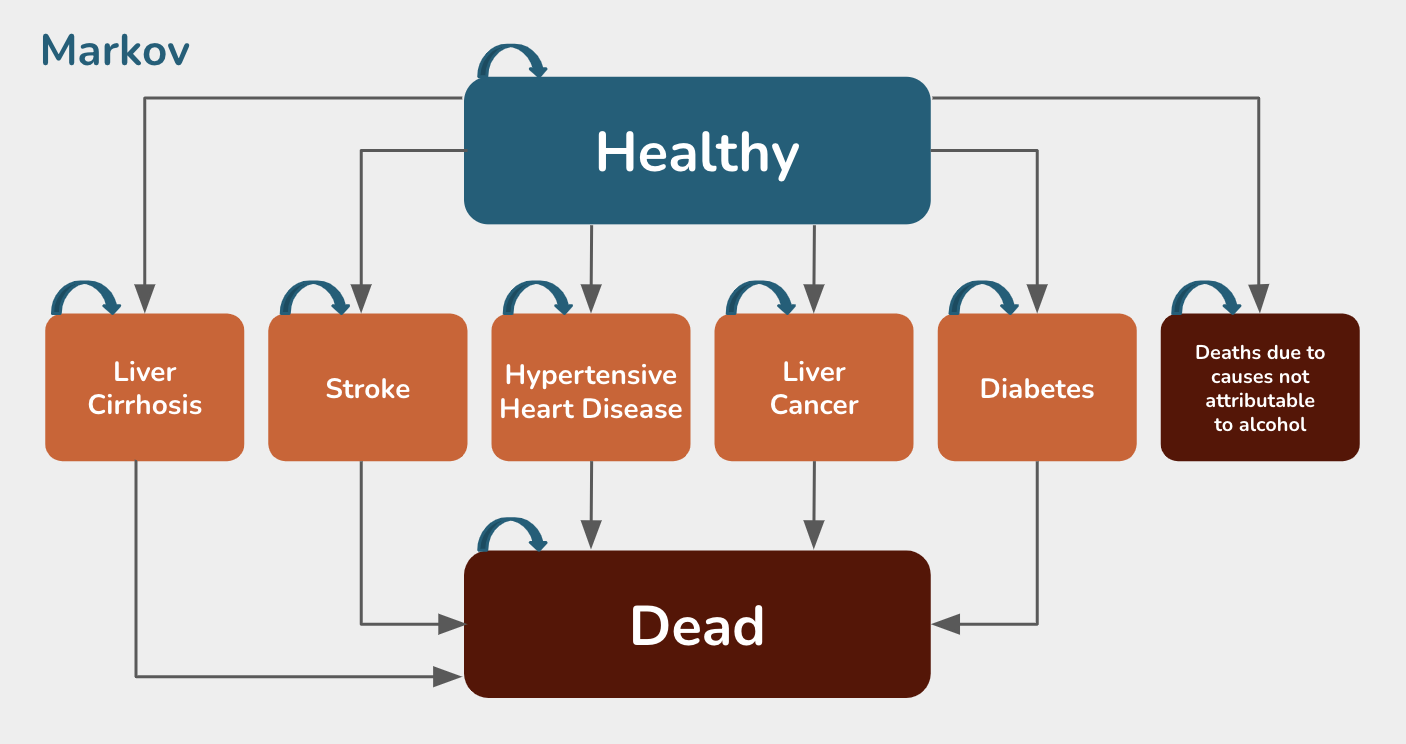 Markov
Healthy
Liver
Cirrhosis
Stroke
Hypertensive
Heart Disease
Liver
Cancer
Diabetes
Deaths due to
causes not
attributable
to alcohol
Dead